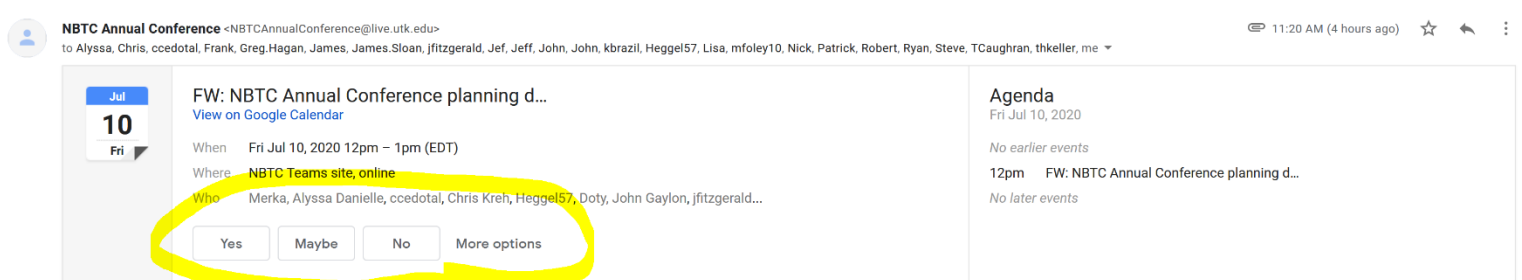 NBTC Annual Conference <NBTCAnnualConference@live.utk.edu>
11:20 AM (4 hours ago)
to Alyssa, Chris, ccedotal, Frank, Greg.Hagan, James, James.Sloan, jfitzgerald, Jef, Jeff, John, John, kbrazil, Heggel57, Lisa, mfoley10, Nick, Patrick, Robert, Ryan, Steve, TCaughran, thkeller, me
Jul
10
Fri
FW: NBTC Annual Conference planning d...
View on Google Calendar
When Fri Jul 10, 2020 12pm – 1pm (EDT)
Where NBTC Teams site, online
Who Merka, Alyssa Danielle, ccedotal, Chris Kreh, Heggel57, Doty, John Gaylon, jfitzgerald...
Yes Maybe No More options
Agenda
Fri Jul 10, 2020
No earlier events
12pm FW: NBTC Annual Conference planning d...
No later events